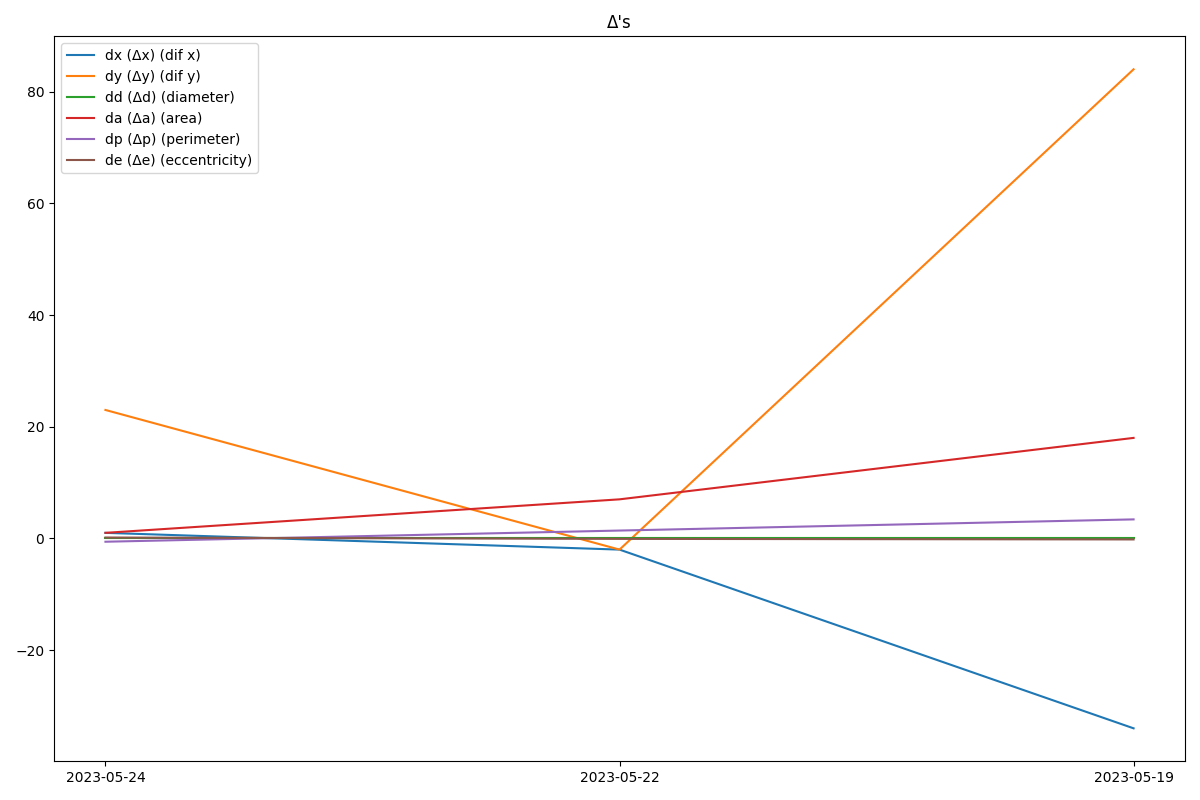 Δ's
dx (Δx) (dif x)
dy (Δy) (dif y)
dd (Δd) (diameter)
da (Δa) (area)
dp (Δp) (perimeter)
de (Δe) (eccentricity)
80
60
40
20
0
−20
2023-05-24
2023-05-22
2023-05-19